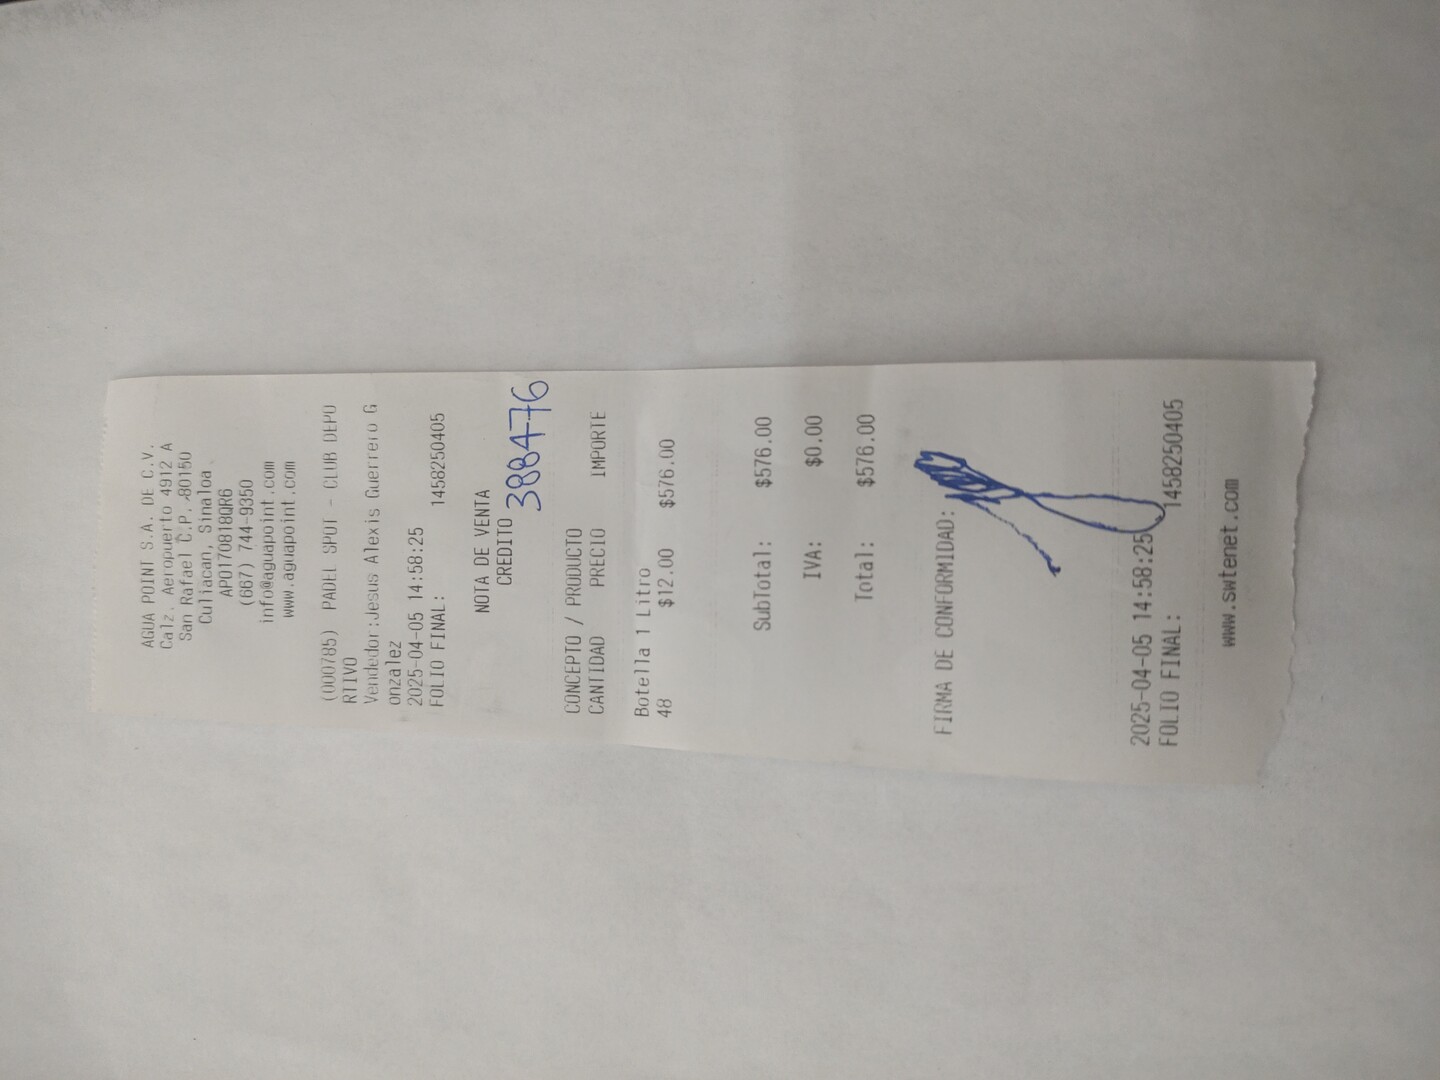 AGUA POINT S.A. DE C.V.
Calz. Aeropuerto 4912 A
San Rafael C.P. 80150
Culiacan, Sinaloa
APO170818QR6
(667) 744-9350
info@aguapoint.com
www.aguapoint.com
(000785) PADEL SPOT - CLUB DEPO
RTIVO
Vendedor:Jesus Alexis Guerrero G
onzalez
2025-04-05 14:58:25
FOLIO FINAL: 1458250405
NOTA DE VENTA
CREDITO
388476
CONCEPTO / PRODUCTO
CANTIDAD PRECIO IMPORTE
Botella 1 Litro
48 $12.00 $576.00
SubTotal: $576.00
IVA: $0.00
Total: $576.00
FIRMA DE CONFORMIDAD:
2025-04-05 14:58:25
FOLIO FINAL: 1458250405
www.swtenet.com